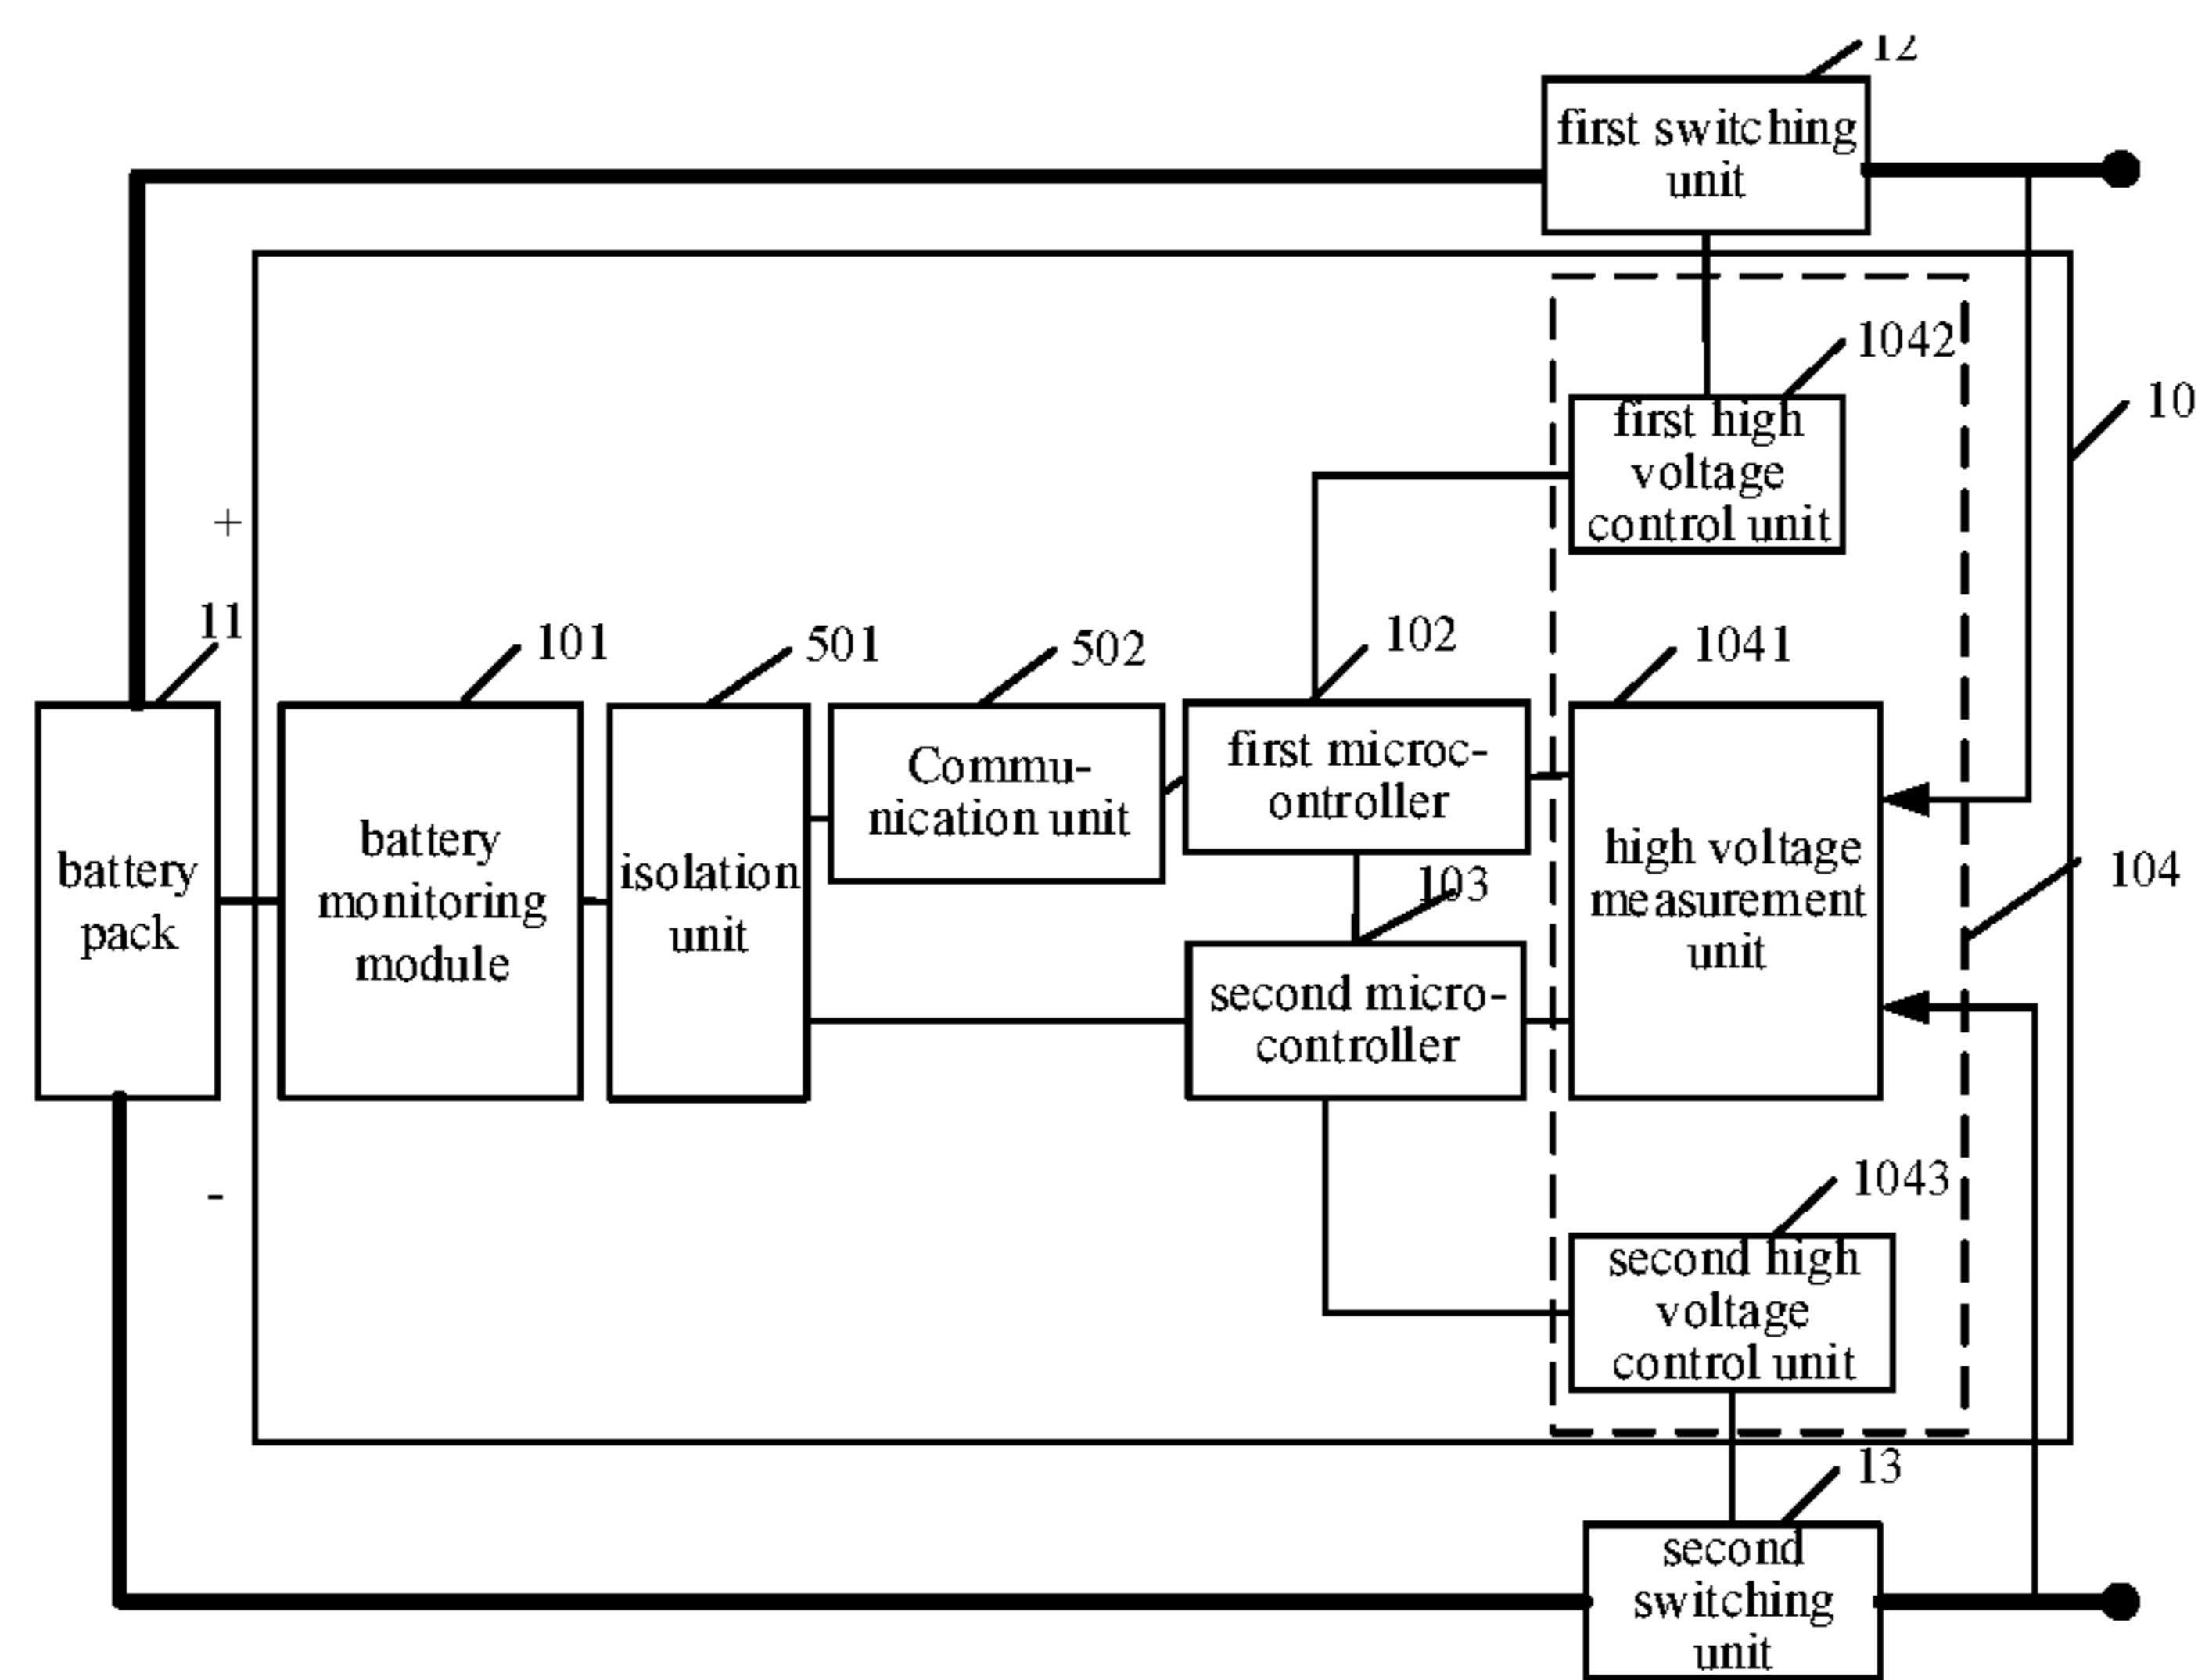 12
first switching
unit
1042
10
first high
voltage
control unit
+
11
101
501
502
102
1041
battery
pack
battery
monitoring
module
isolation
unit
Commu-
nication unit
first microc-
ontroller
103
second micro-
controller
high voltage
measurement
unit
104
-
1043
second high
voltage
control unit
13
second
switching
unit